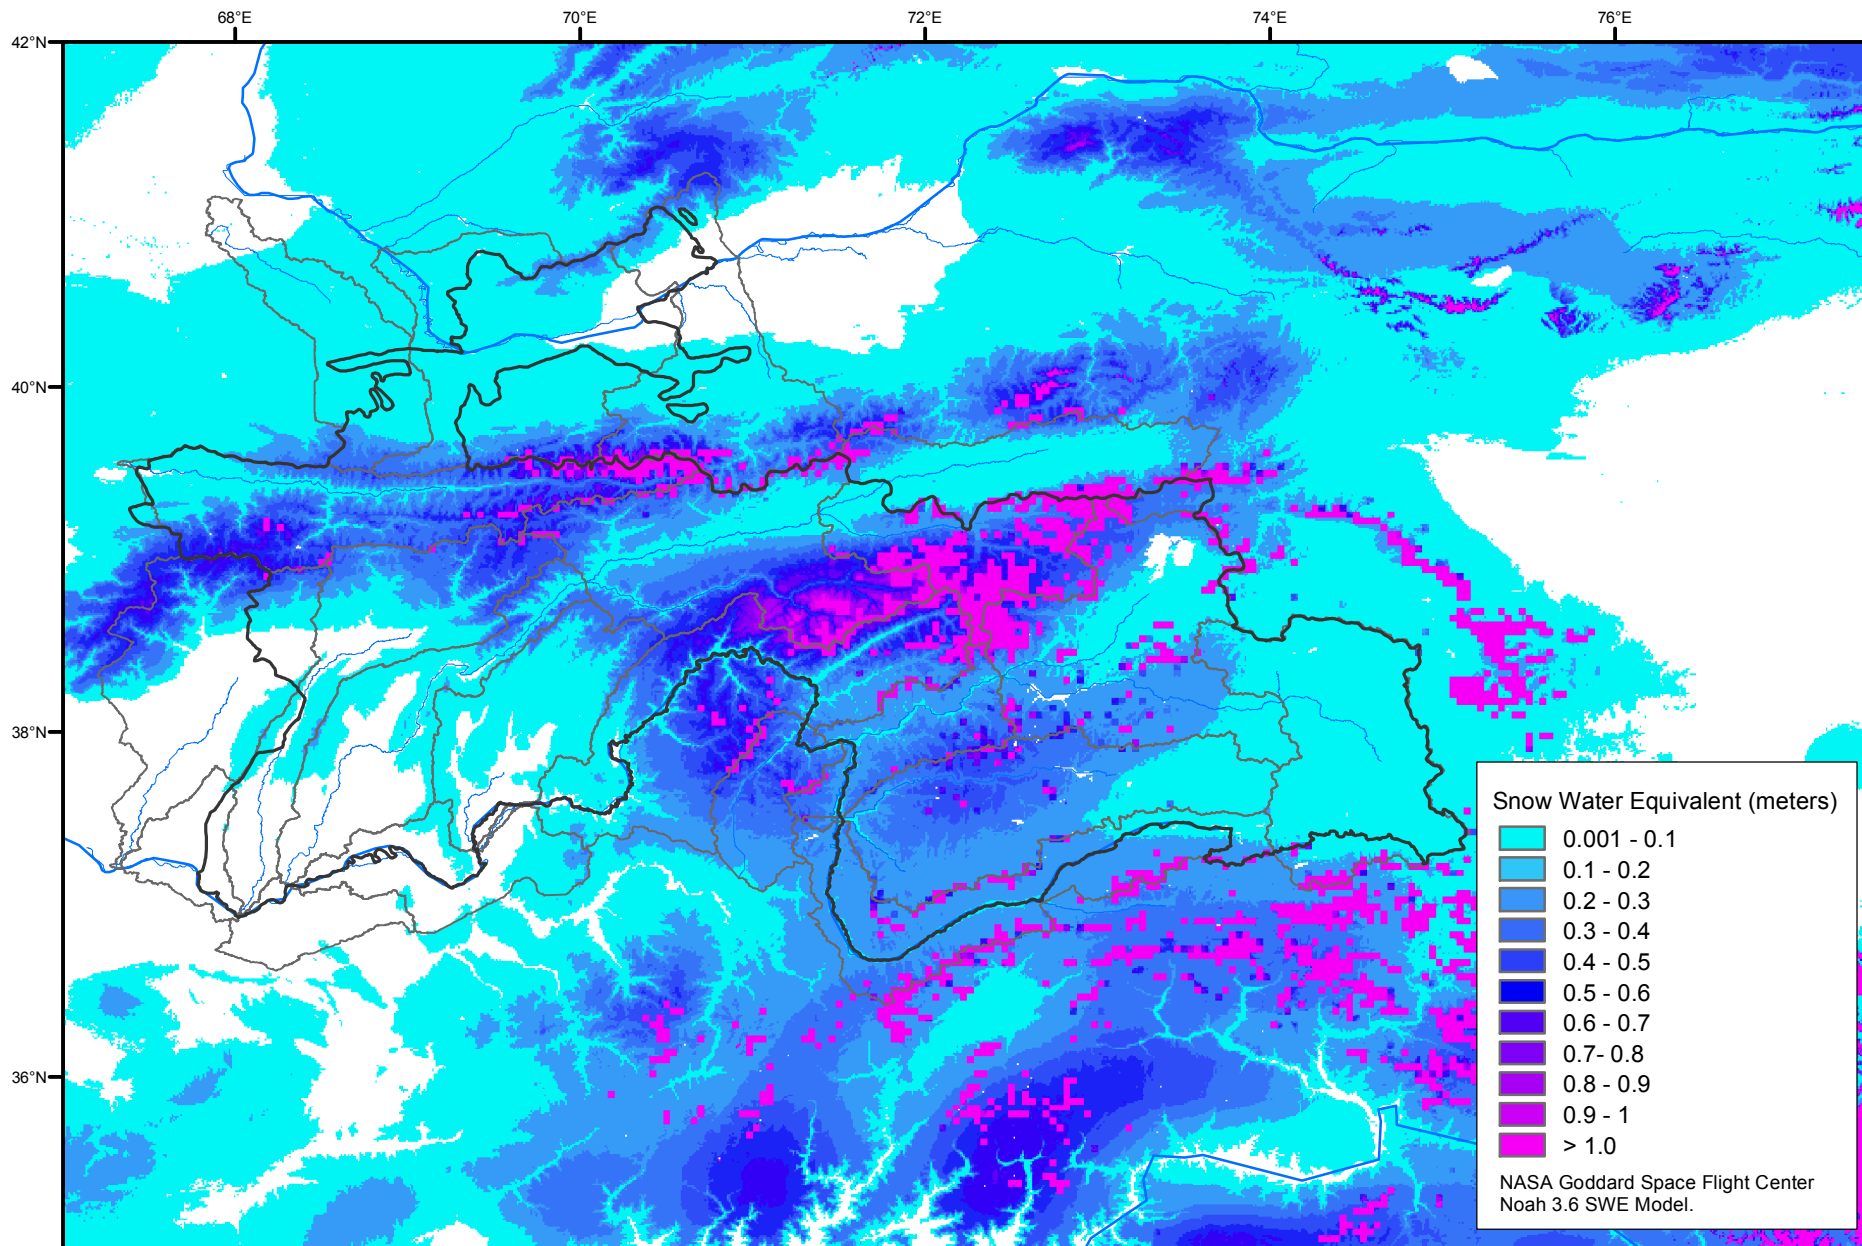 68°E 70°E 72°E 74°E 76°E
42°N
40°N
38°N
36°N
Snow Water Equivalent (meters)
0.001 - 0.1
0.1 - 0.2
0.2 - 0.3
0.3 - 0.4
0.4 - 0.5
0.5 - 0.6
0.6 - 0.7
0.7- 0.8
0.8 - 0.9
0.9 - 1
> 1.0
NASA Goddard Space Flight Center
Noah 3.6 SWE Model.